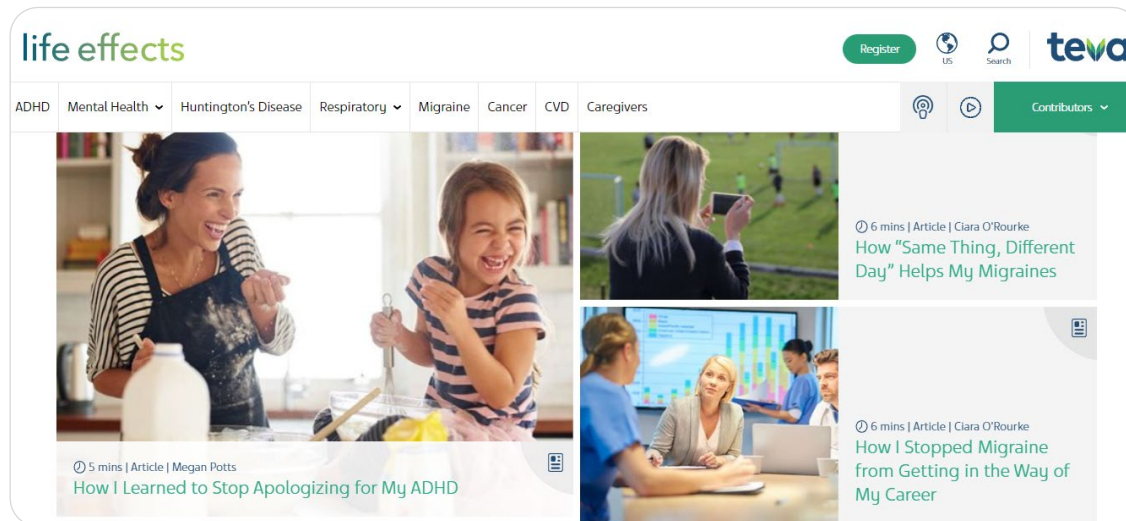 life effects
Register
US
Search
teva
ADHD
Mental Health
Huntington's Disease
Respiratory
Migraine
Cancer
CVD
Caregivers
Contributors
5 mins | Article | Megan Potts
How I Learned to Stop Apologizing for My ADHD
6 mins | Article | Ciara O'Rourke
How "Same Thing, Different
Day" Helps My Migraines
6 mins | Article | Ciara O'Rourke
How I Stopped Migraine
from Getting in the Way of
My Career